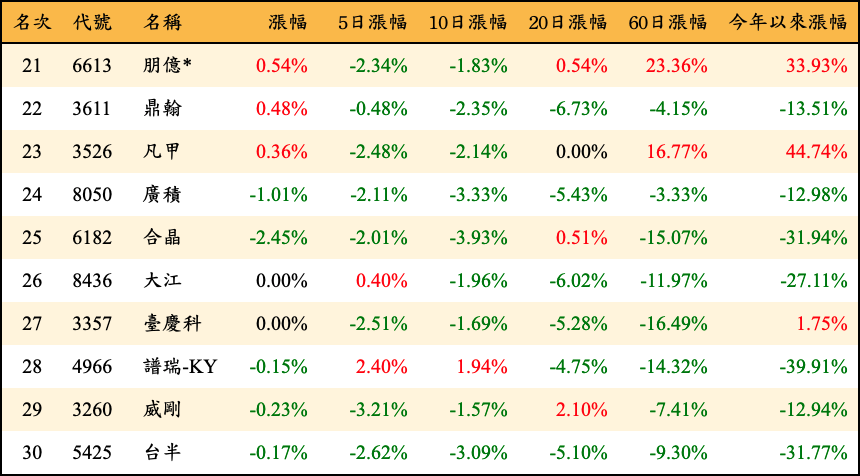 名次 代號 名稱 漲幅 5日漲幅 10日漲幅 20日漲幅 60日漲幅 今年以來漲幅
21 6613 朋億* 0.54% -2.34% -1.83% 0.54% 23.36% 33.93%
22 3611 鼎翰 0.48% -0.48% -2.35% -6.73% -4.15% -13.51%
23 3526 凡甲 0.36% -2.48% -2.14% 0.00% 16.77% 44.74%
24 8050 廣積 -1.01% -2.11% -3.33% -5.43% -3.33% -12.98%
25 6182 合晶 -2.45% -2.01% -3.93% 0.51% -15.07% -31.94%
26 8436 大江 0.00% 0.40% -1.96% -6.02% -11.97% -27.11%
27 3357 臺慶科 0.00% -2.51% -1.69% -5.28% -16.49% 1.75%
28 4966 譜瑞-KY -0.15% 2.40% 1.94% -4.75% -14.32% -39.91%
29 3260 威剛 -0.23% -3.21% -1.57% 2.10% -7.41% -12.94%
30 5425 台半 -0.17% -2.62% -3.09% -5.10% -9.30% -31.77%